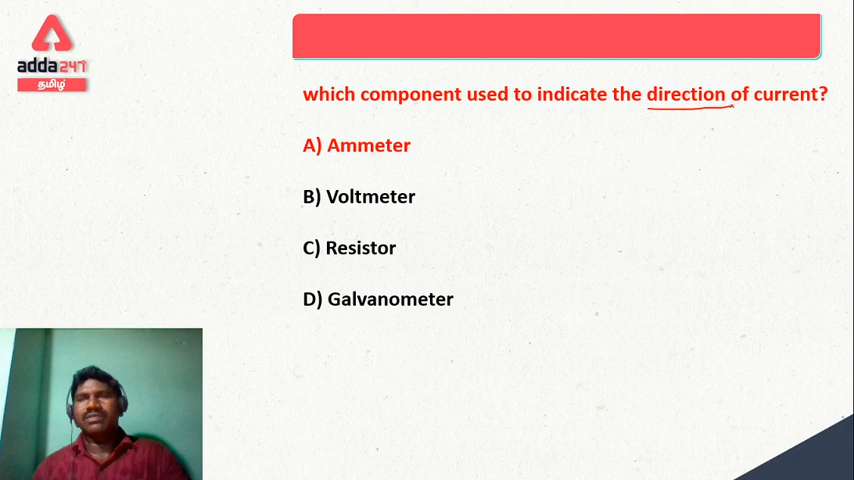 adda247
தமிழ்
which component used to indicate the direction of current?
A) Ammeter
B) Voltmeter
C) Resistor
D) Galvanometer